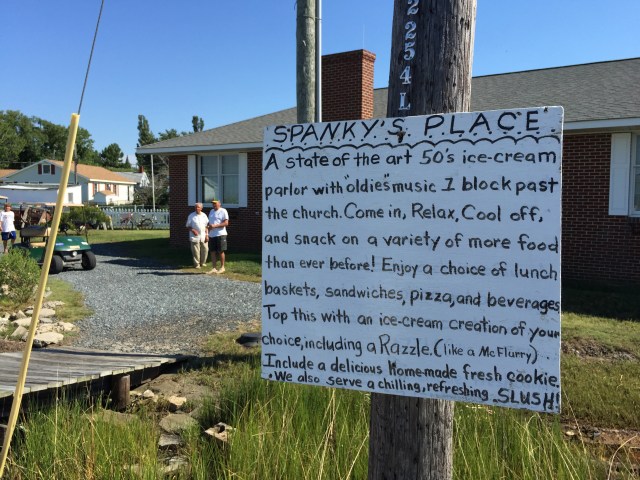 2254L
SPANKY'S PLACE
A state of the art 50's ice-cream
parlor with "oldies" music 1 block past
the church. Come in, Relax, Cool off,
and snack on a variety of more food
than ever before! Enjoy a choice of lunch
baskets, sandwiches, pizza, and beverages
Top this with an ice-cream creation of your
choice, including a Razzle. (like a McFlurry)
Include a delicious Home-made fresh cookie.
. We also serve a chilling, refreshing SLUSH!